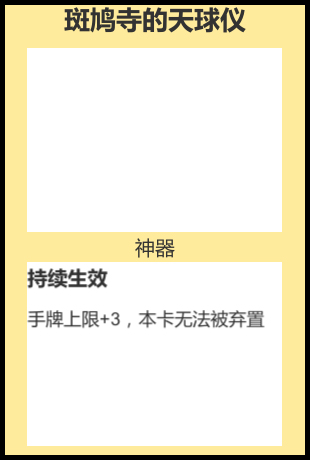 斑鸠寺的天球仪
神器
持续生效
手牌上限+3，本卡无法被弃置